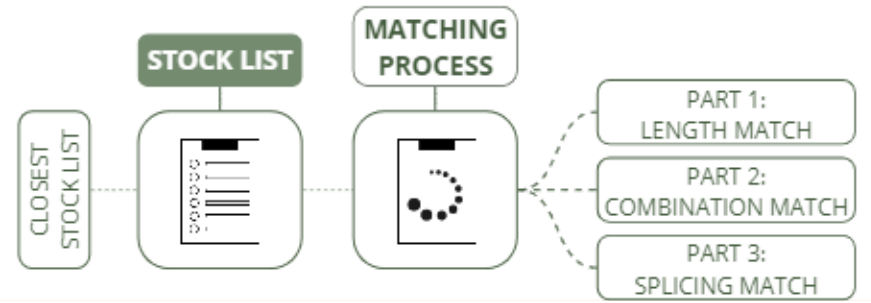 STOCK LIST
MATCHING
PROCESS
CLOSEST
STOCK LIST
PART 1:
LENGTH MATCH
PART 2:
COMBINATION MATCH
PART 3:
SPLICING MATCH